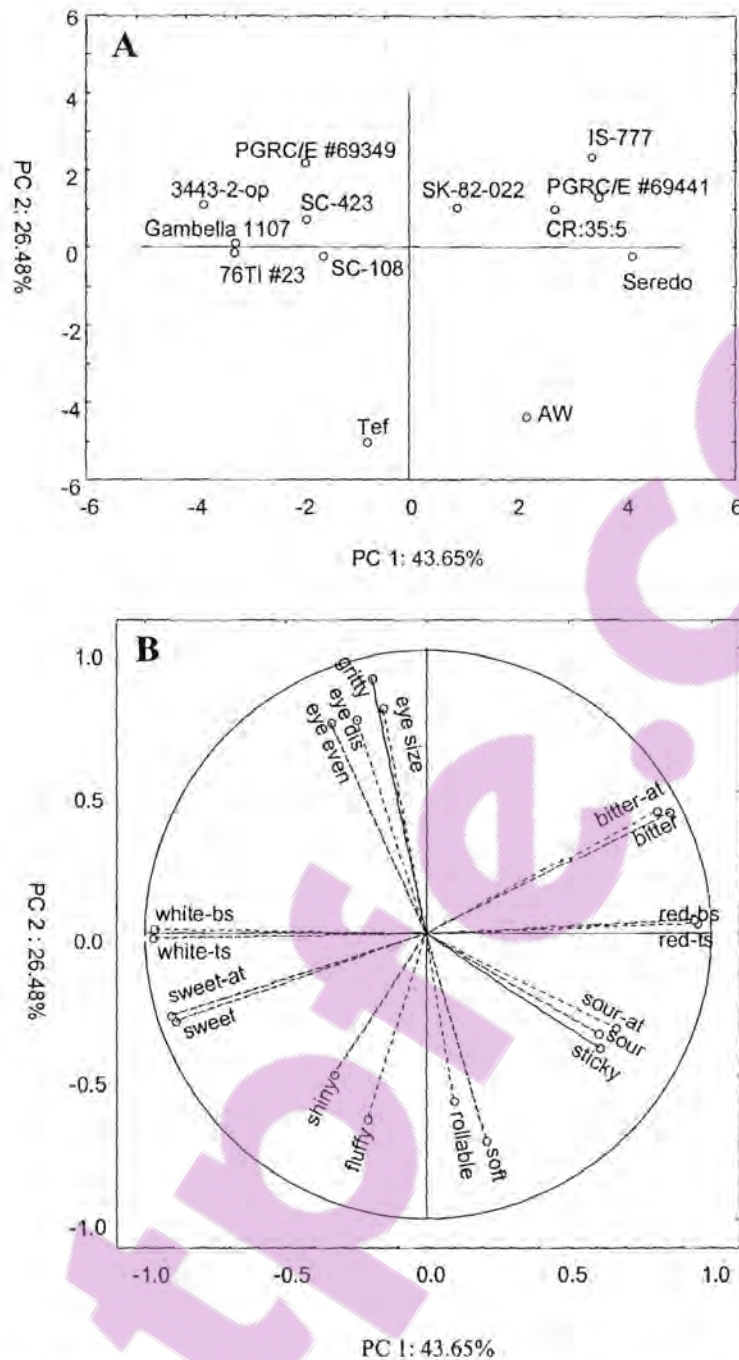 A
6
4
2
0
-2
-4
-6
PC 2: 26.48%
IS-777
PGRC/E #69349
3443-2-op
SC-423
SK-82-022
PGRC/E #69441
Gambella 1107
CR:35:5
76TI #23
SC-108
Seredo
Tef
AW
-6
-4
-2
0
2
4
6
PC 1: 43.65%
B
1.0
0.5
0.0
-0.5
-1.0
PC 2 : 26.48%
gritty
eye size
eye dis
eye even
bitter-at
bitter
white-bs
red-bs
white-ts
red-ts
sweet-at
sweet
sour-at
sour
sticky
shiny
fluffy
rollable
soft
-1.0
-0.5
0.0
0.5
1.0
PC 1: 43.65%